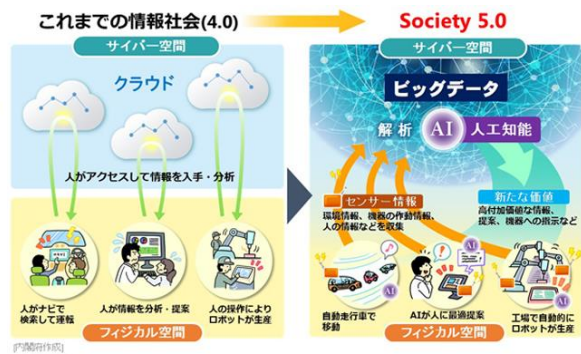 これまでの情報社会(4.0)
サイバー空間
クラウド
人がアクセスして情報を入手・分析
人がナビで
検索して運転
人が情報を分析・提案
人の操作により
ロボットが生産
フィジカル空間
[内閣府作成]
Society 5.0
サイバー空間
ビッグデータ
解析 AI 人工知能
センサー情報
環境情報、機器の作動情報、
人の情報などを収集
新たな価値
高付加価値な情報、
提案、機器への指示など
AI
AI
AI
自動走行車で
移動
AIが人に最適提案
工場で自動的に
ロボットが生産
フィジカル空間